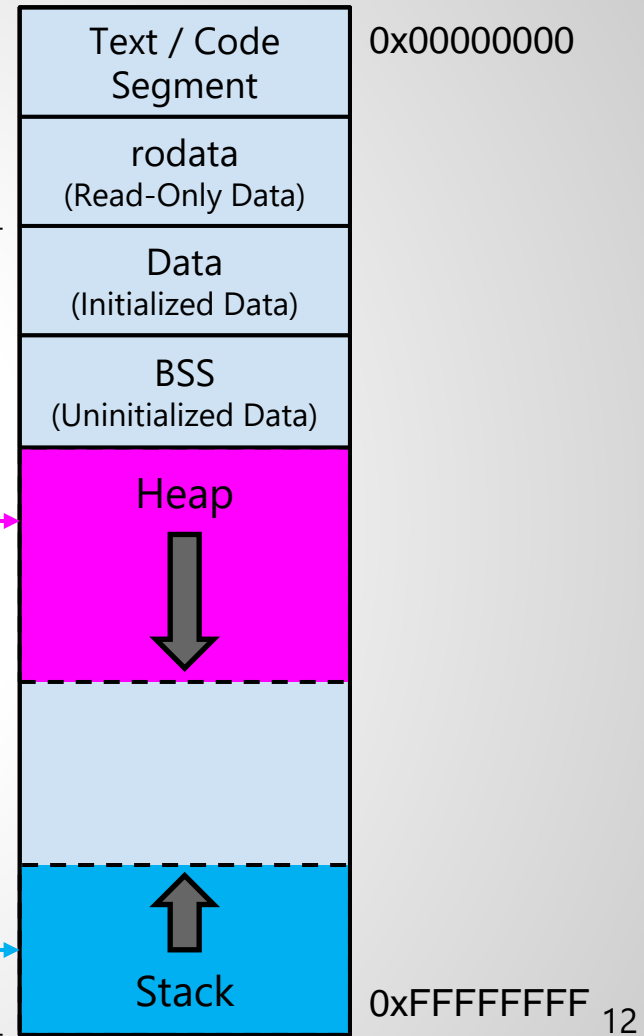 Text / Code
Segment
0x00000000
rodata
(Read-Only Data)
Data
(Initialized Data)
BSS
(Uninitialized Data)
Heap
Stack
0xFFFFFFFF
12